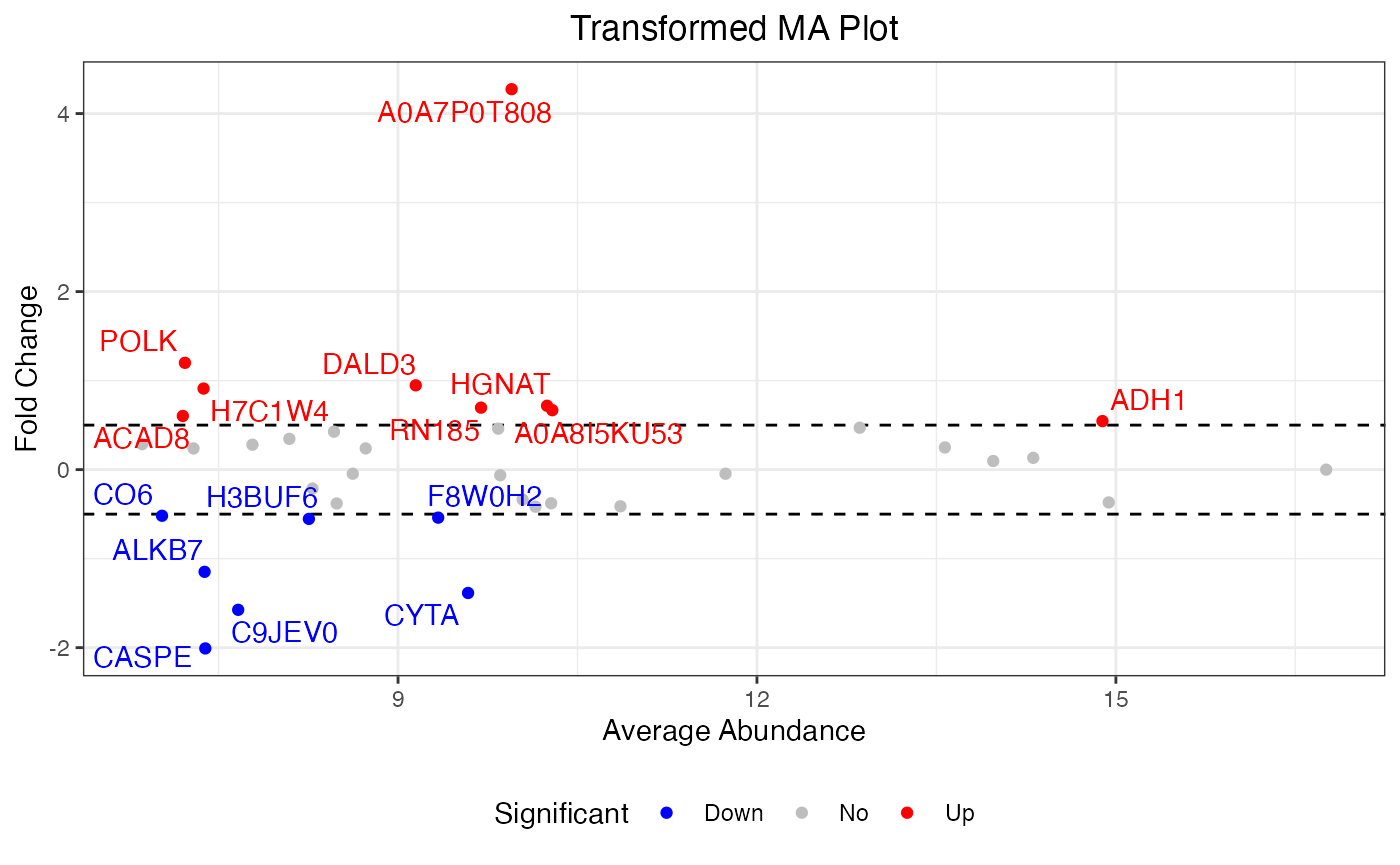 Transformed MA Plot
Fold Change
4
2
0
-2
A0A7P0T808
POLK
DALD3
HGNAT
ADH1
H7C1W4
ACAD8
RN185
A0A8I5KU53
CO6
H3BUF6
F8W0H2
ALKB7
CYTA
C9JEV0
CASPE
9
12
15
Average Abundance
Significant
Down
No
Up